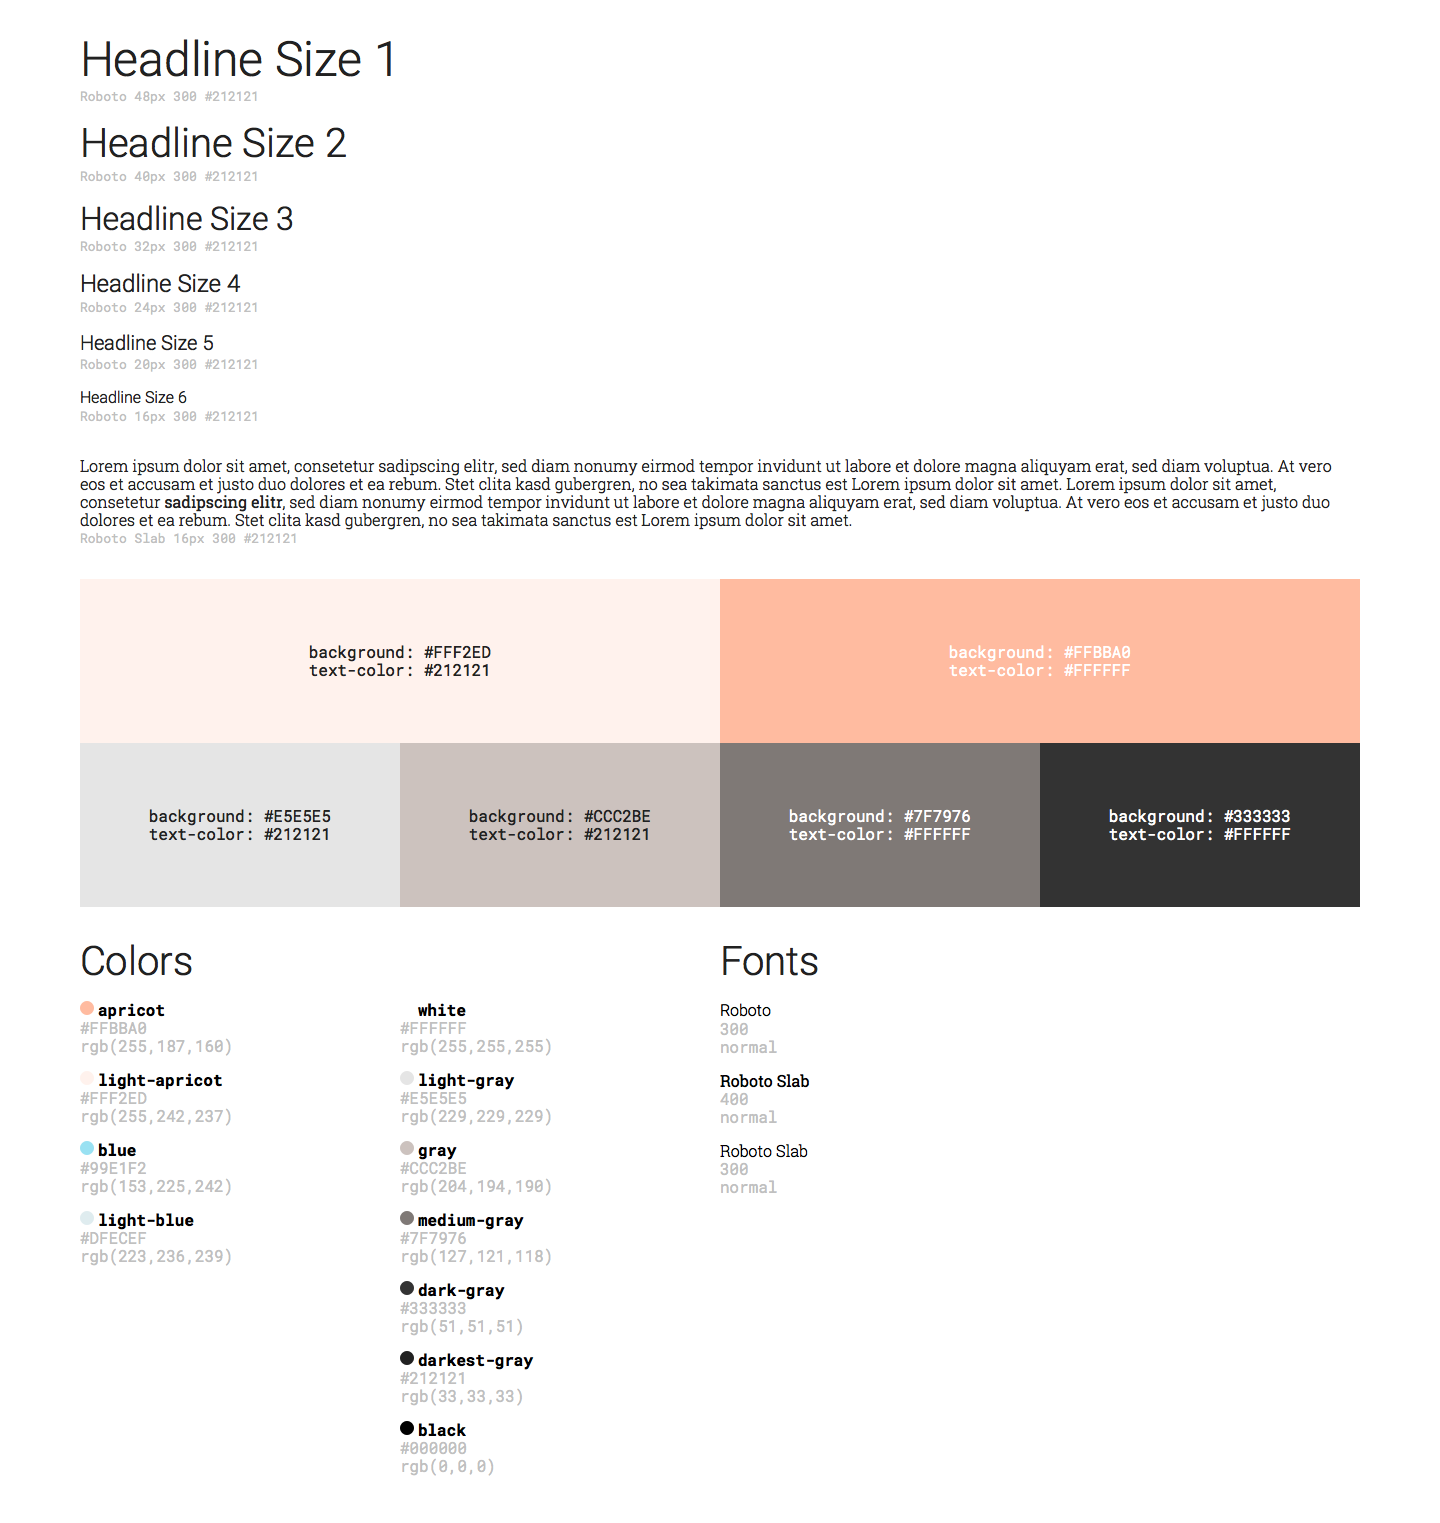 Headline Size 1
Roboto 48px 300 #212121
Headline Size 2
Roboto 40px 300 #212121
Headline Size 3
Roboto 32px 300 #212121
Headline Size 4
Roboto 24px 300 #212121
Headline Size 5
Roboto 20px 300 #212121
Headline Size 6
Roboto 16px 300 #212121
Lorem ipsum dolor sit amet, consetetur sadipscing elitr, sed diam nonumy eirmod tempor invidunt ut labore et dolore magna aliquyam erat, sed diam voluptua. At vero
eos et accusam et justo duo dolores et ea rebum. Stet clita kasd gubergren, no sea takimata sanctus est Lorem ipsum dolor sit amet. Lorem ipsum dolor sit amet,
consetetur sadipscing elitr, sed diam nonumy eirmod tempor invidunt ut labore et dolore magna aliquyam erat, sed diam voluptua. At vero eos et accusam et justo duo
dolores et ea rebum. Stet clita kasd gubergren, no sea takimata sanctus est Lorem ipsum dolor sit amet.
Roboto Slab 16px 300 #212121
background: #FFF2ED
text-color: #212121
background: #FFBBA0
text-color: #FFFFFF
background: #E5E5E5
text-color: #212121
background: #CCC2BE
text-color: #212121
background: #7F7976
text-color: #FFFFFF
background: #333333
text-color: #FFFFFF
Colors
apricot
#FFBBA0
rgb(255,187,160)
light-apricot
#FFF2ED
rgb(255,242,237)
blue
#99E1F2
rgb(153,225,242)
light-blue
#DFECEF
rgb(223,236,239)
white
#FFFFFF
rgb(255,255,255)
light-gray
#E5E5E5
rgb(229,229,229)
gray
#CCC2BE
rgb(204,194,190)
medium-gray
#7F7976
rgb(127,121,118)
dark-gray
#333333
rgb(51,51,51)
darkest-gray
#212121
rgb(33,33,33)
black
#000000
rgb(0,0,0)
Fonts
Roboto
300
normal
Roboto Slab
400
normal
Roboto Slab
300
normal